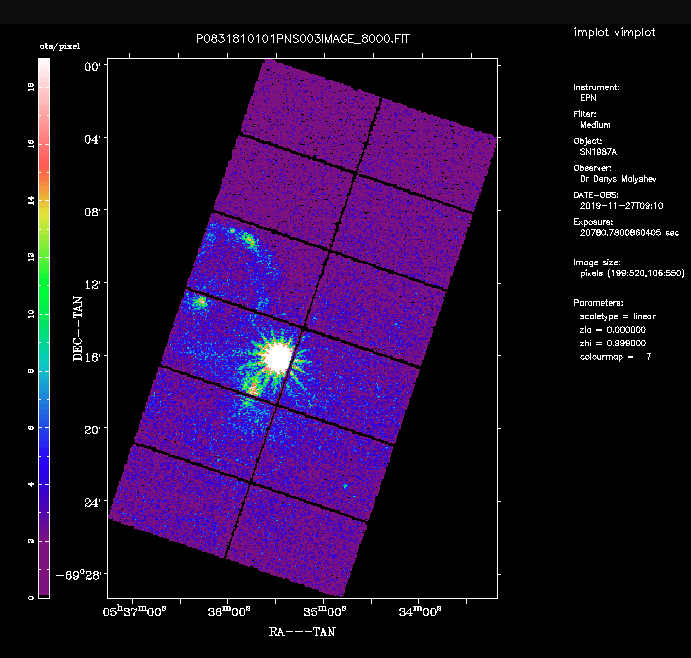 P0831810101PNS003IMAGE_8000.FIT
implot vimplot
cts/pixel
18
16
14
12
10
8
6
4
2
0
00'
04'
08'
12'
16'
20'
24'
-69°28'
DEC---TAN
05h37m00s
36m00s
35m00s
34m00s
RA---TAN
Instrument:
EPN
Filter:
Medium
Object:
SN1987A
Observer:
Dr Denys Malyshev
DATE-OBS:
2019-11-27T09:10
Exposure:
20780.7800860405 sec
Image size:
pixels (199:520,106:550)
Parameters:
scaletype = linear
zlo = 0.000000
zhi = 0.999000
colourmap = 7